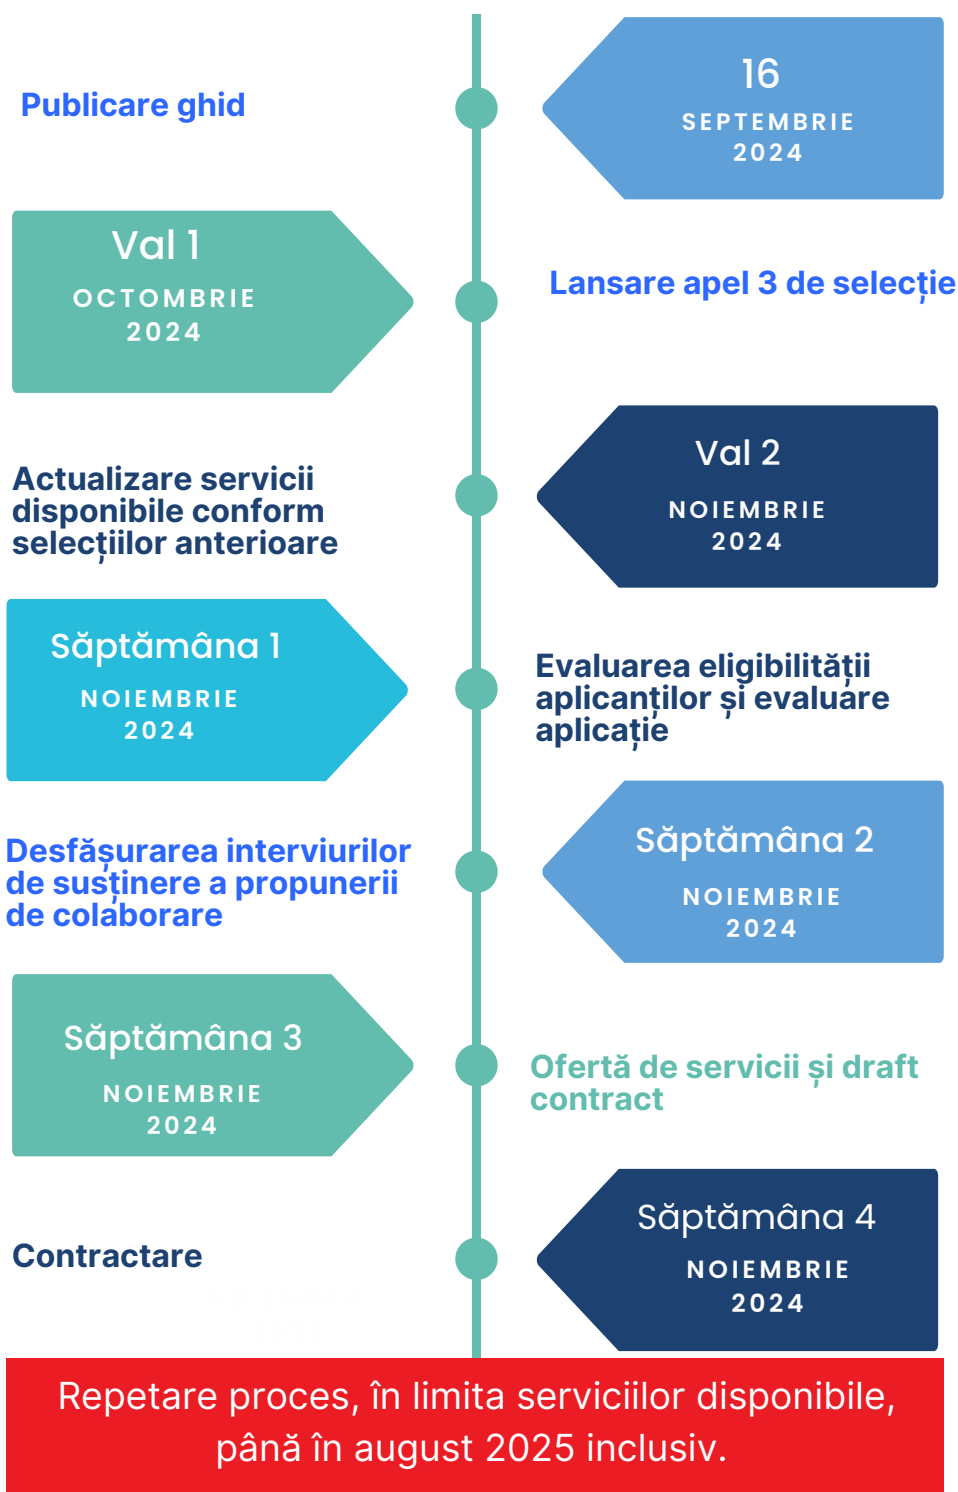 Publicare ghid
16
SEPTEMBRIE
2024
Val 1
OCTOMBRIE
2024
Lansare apel 3 de selecție
Actualizare servicii
disponibile conform
selecțiilor anterioare
Val 2
NOIEMBRIE
2024
Săptămâna 1
NOIEMBRIE
2024
Evaluarea eligibilității
aplicanților și evaluare
aplicație
Desfășurarea interviurilor
de susținere a propunerii
de colaborare
Săptămâna 2
NOIEMBRIE
2024
Săptămâna 3
NOIEMBRIE
2024
Ofertă de servicii și draft
contract
Contractare
Săptămâna 4
NOIEMBRIE
2024
Repetare proces, în limita serviciilor disponibile,
până în august 2025 inclusiv.